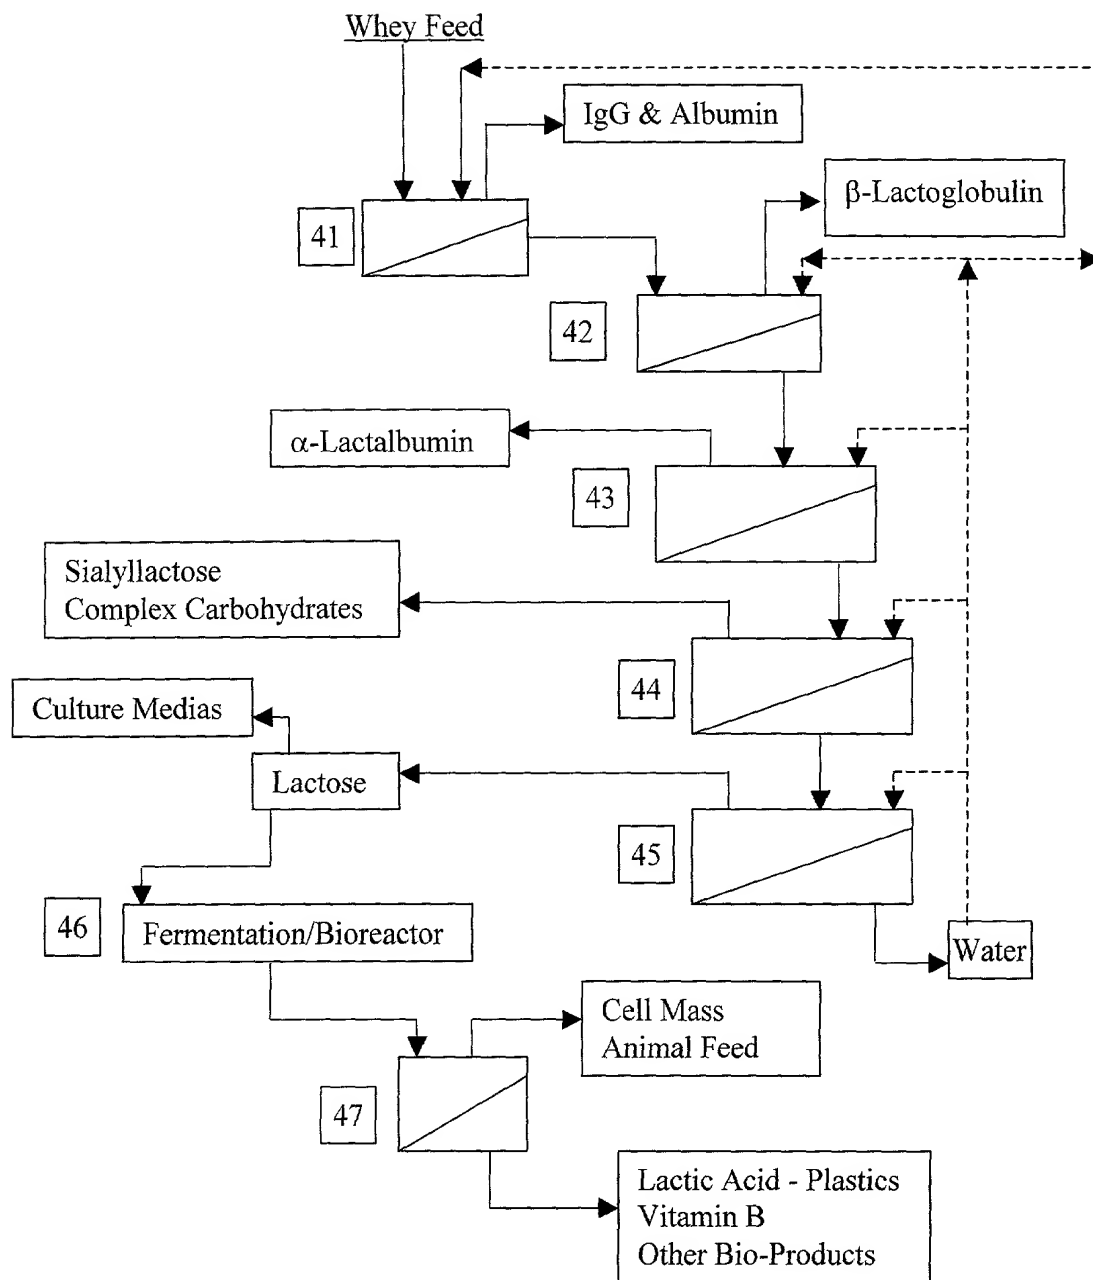 Whey Feed
IgG & Albumin
β-Lactoglobulin
41
42
α-Lactalbumin
43
Sialyllactose
Complex Carbohydrates
44
Culture Medias
Lactose
45
46
Fermentation/Bioreactor
Water
Cell Mass
Animal Feed
47
Lactic Acid - Plastics
Vitamin B
Other Bio-Products